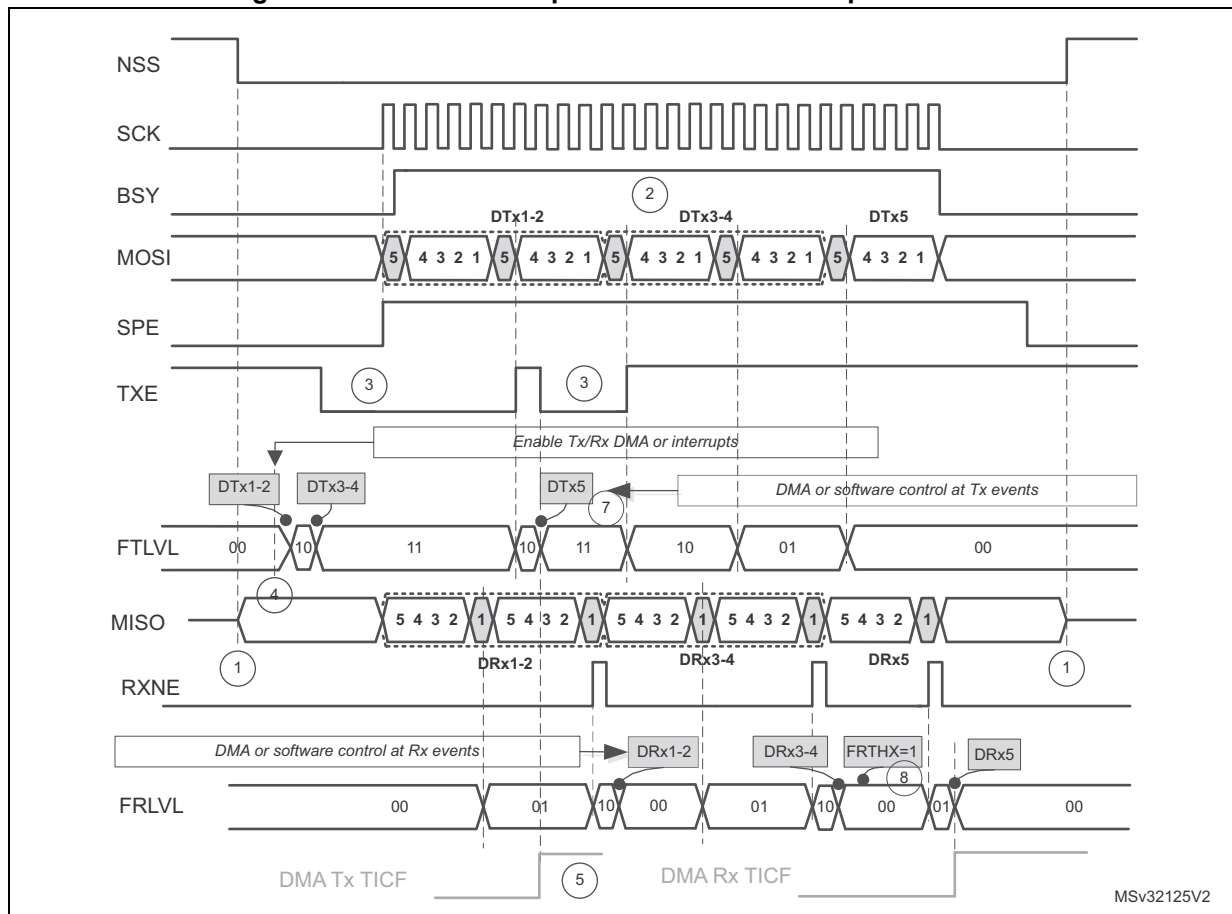 NSS
SCK
BSY
2
DTx1-2 DTx3-4 DTx5
MOSI 5 4 3 2 1 5 4 3 2 1 5 4 3 2 1 5 4 3 2 1 5 4 3 2 1
SPE
TXE 3 3
Enable Tx/Rx DMA or interrupts
DTx1-2 DTx3-4 DTx5 DMA or software control at Tx events
7
FTLVL 00 10 11 10 11 10 01 00
4
MISO 5 4 3 2 1 5 4 3 2 1 5 4 3 2 1 5 4 3 2 1 5 4 3 2 1
1 DRx1-2 DRx3-4 DRx5 1
RXNE
DMA or software control at Rx events DRx1-2 DRx3-4 FRTHX=1 DRx5
8
FRLVL 00 01 10 00 01 10 00 01 00
DMA Tx TICF 5 DMA Rx TICF
MSv32125V2